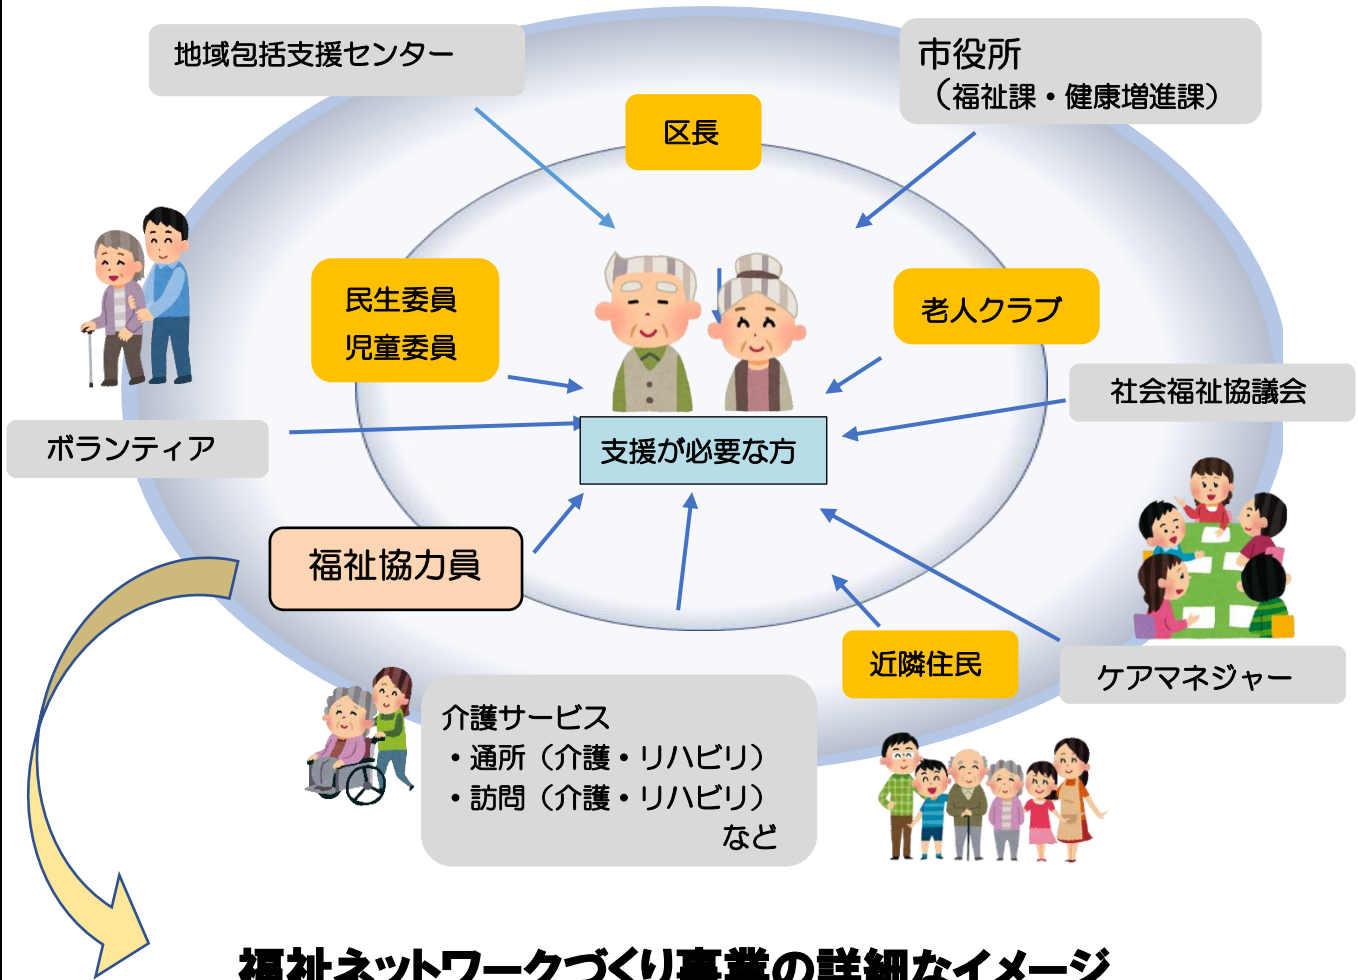 地域包括支援センター
市役所
（福祉課・健康増進課）
区長
民生委員
児童委員
老人クラブ
社会福祉協議会
ボランティア
支援が必要な方
福祉協力員
近隣住民
ケアマネジャー
介護サービス
・通所（介護・リハビリ）
・訪問（介護・リハビリ）
など
福祉ネットワークづくり事業の詳細なイメージ